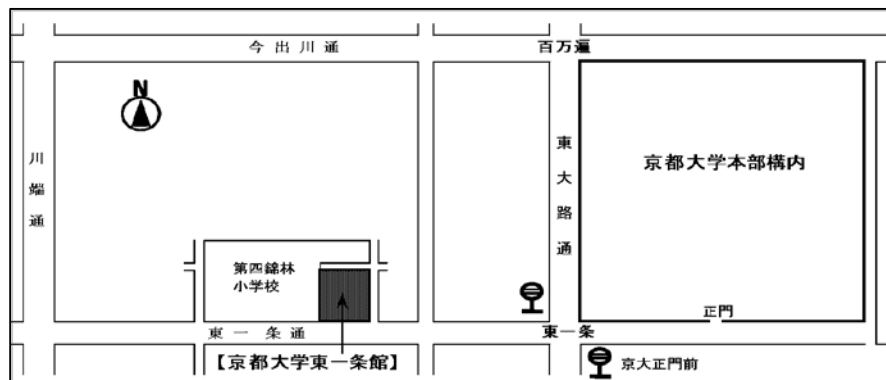 今出川通
百万遍
N
川端通
東大路通
京都大学本部構内
第四錦林
小学校
正門
東一条通
東一条
【京都大学東一条館】
京大正門前